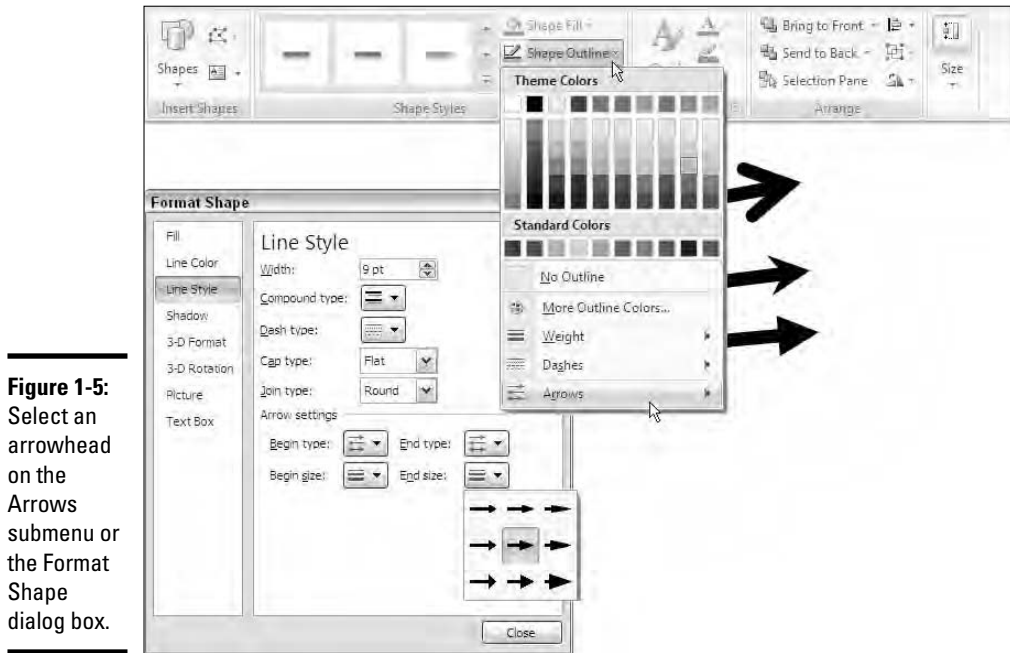 Shape Fill
Shape Outline
Bring to Front
Send to Back
Selection Pane
Shapes
Size
Insert Shapes
Shape Styles
Arrange
Theme Colors
Standard Colors
No Outline
More Outline Colors...
Weight
Dashes
Arrows
Format Shape
Fill
Line Color
Line Style
Shadow
3-D Format
3-D Rotation
Picture
Text Box
Line Style
Width: 9 pt
Compound type:
Dash type:
Cap type: Flat
Join type: Round
Arrow settings
Begin type: End type:
Begin size: End size:
Close
Figure 1-5:
Select an
arrowhead
on the
Arrows
submenu or
the Format
Shape
dialog box.